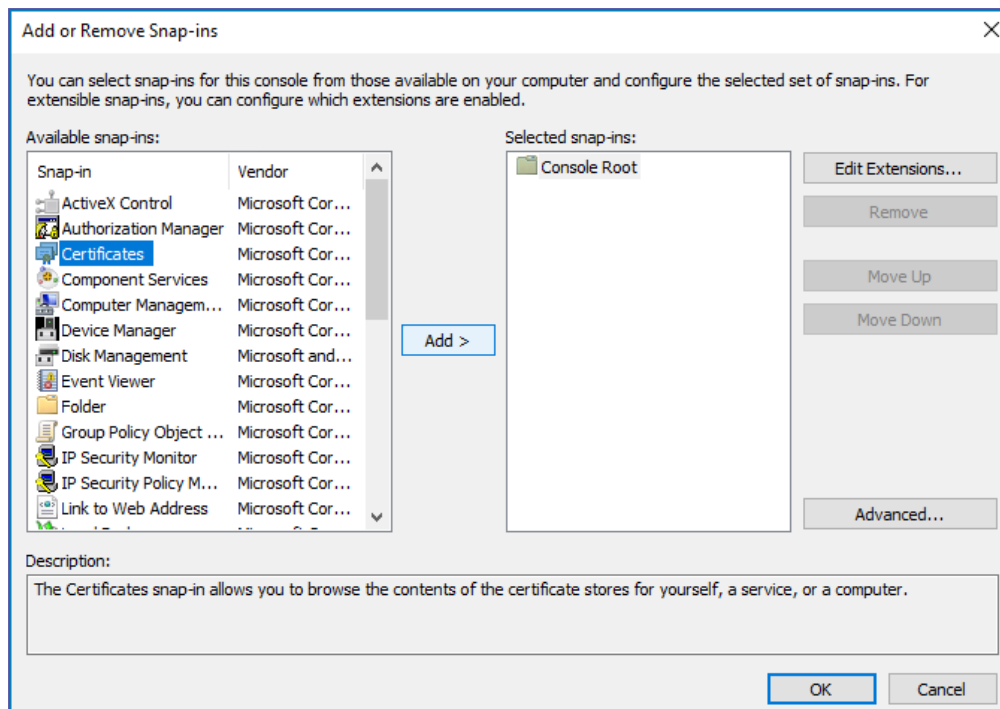 Add or Remove Snap-ins
You can select snap-ins for this console from those available on your computer and configure the selected set of snap-ins. For
extensible snap-ins, you can configure which extensions are enabled.
Available snap-ins:
Snap-in Vendor
ActiveX Control Microsoft Cor...
Authorization Manager Microsoft Cor...
Certificates Microsoft Cor...
Component Services Microsoft Cor...
Computer Managem... Microsoft Cor...
Device Manager Microsoft Cor...
Disk Management Microsoft and...
Event Viewer Microsoft Cor...
Folder Microsoft Cor...
Group Policy Object ... Microsoft Cor...
IP Security Monitor Microsoft Cor...
IP Security Policy M... Microsoft Cor...
Link to Web Address Microsoft Cor...
Add >
Selected snap-ins:
Console Root
Edit Extensions...
Remove
Move Up
Move Down
Advanced...
Description:
The Certificates snap-in allows you to browse the contents of the certificate stores for yourself, a service, or a computer.
OK
Cancel